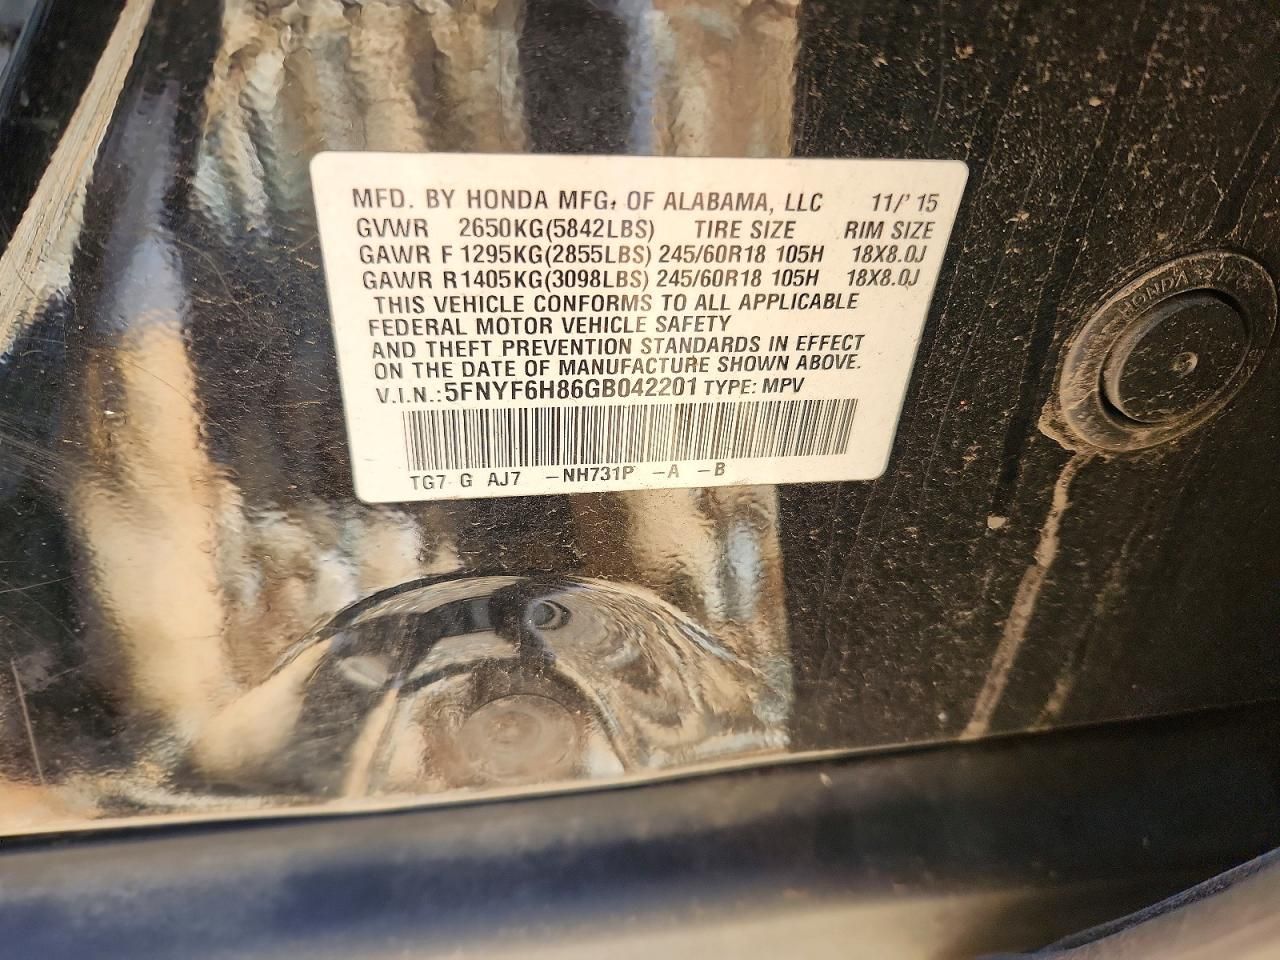 MFD. BY HONDA MFG. OF ALABAMA, LLC 11/'15
GVWR 2650KG(5842LBS) TIRE SIZE RIM SIZE
GAWR F 1295KG(2855LBS) 245/60R18 105H 18X8.0J
GAWR R1405KG(3098LBS) 245/60R18 105H 18X8.0J
THIS VEHICLE CONFORMS TO ALL APPLICABLE
FEDERAL MOTOR VEHICLE SAFETY
AND THEFT PREVENTION STANDARDS IN EFFECT
ON THE DATE OF MANUFACTURE SHOWN ABOVE.
V.I.N.:5FNYF6H86GB042201 TYPE: MPV
TG7 G AJ7 -NH731P -A -B
HONDA